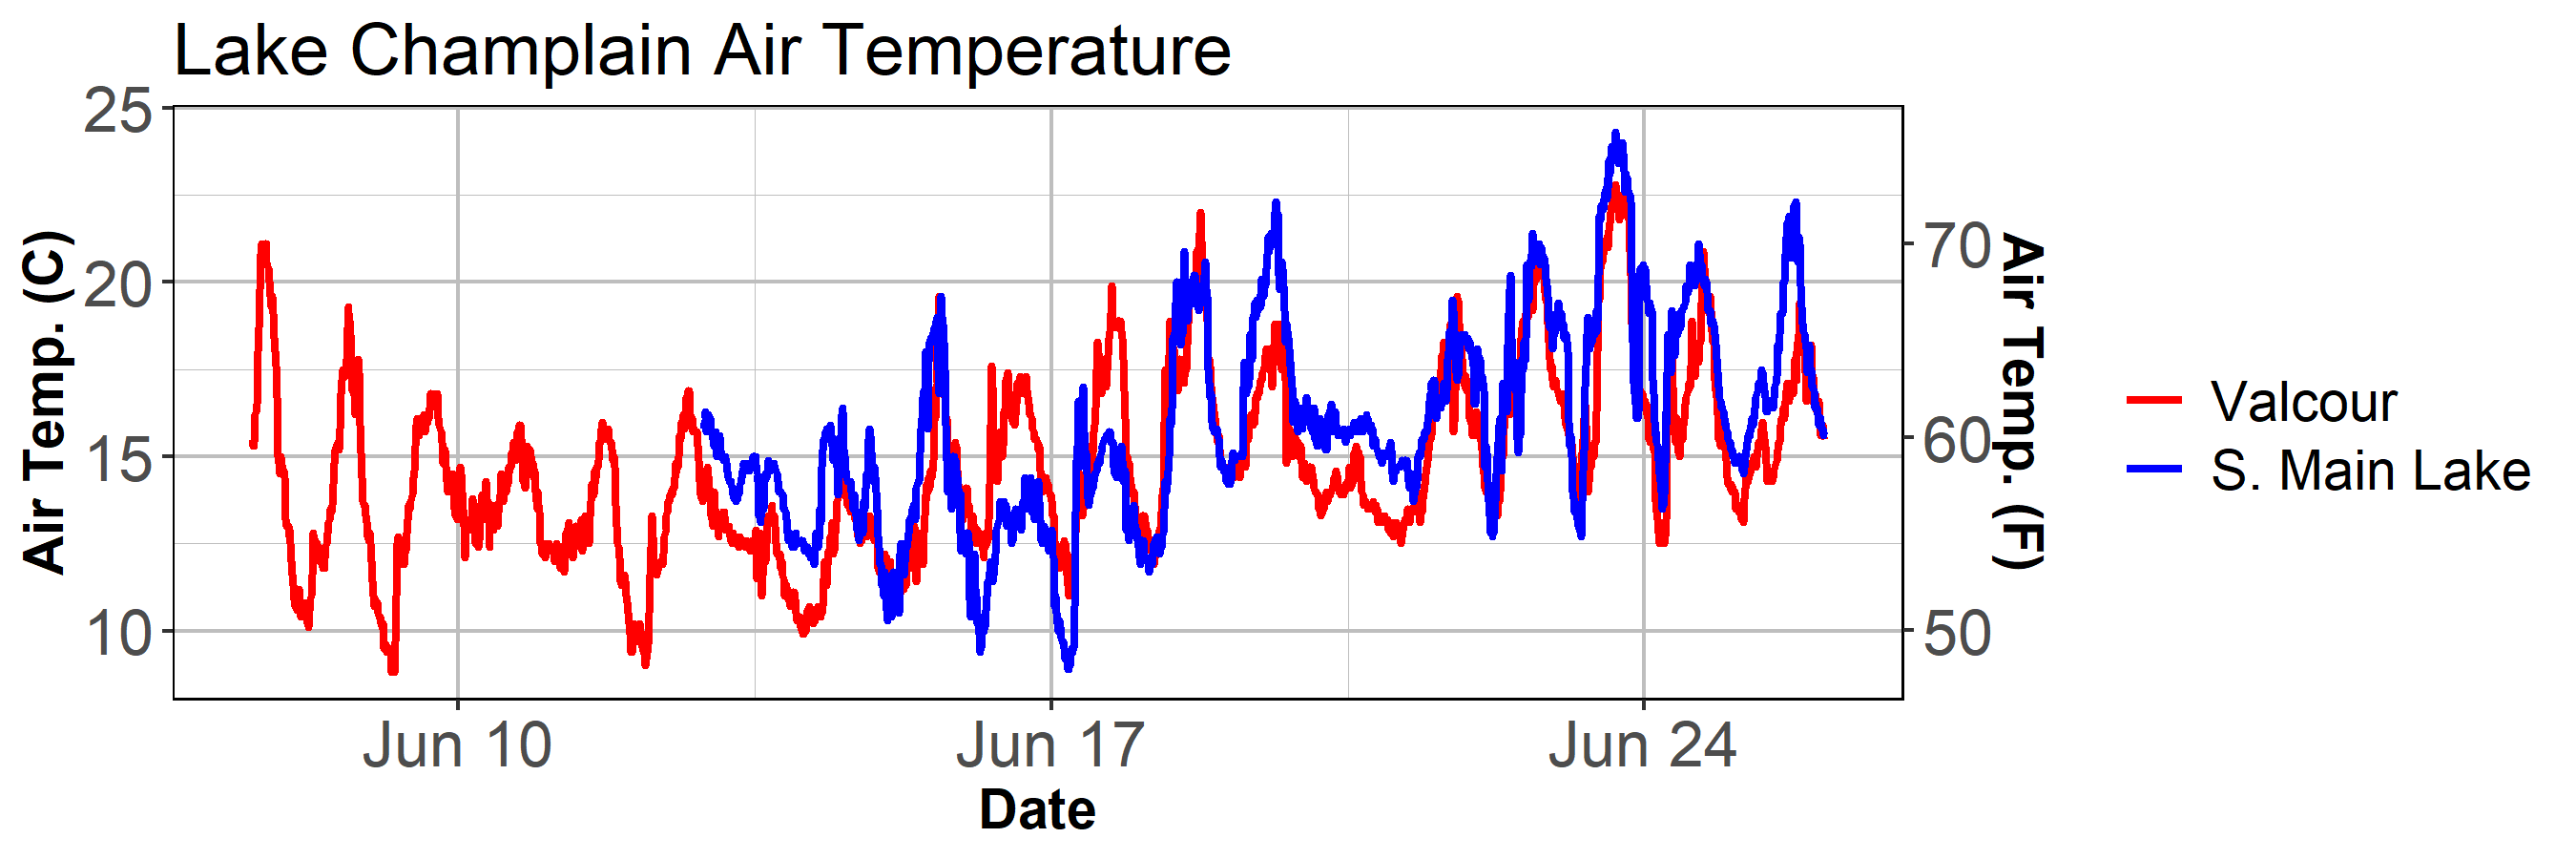 Lake Champlain Air Temperature
25
20
15
10
Air Temp. (C)
70
60
50
Air Temp. (F)
Jun 10
Jun 17
Jun 24
Date
Valcour
S. Main Lake